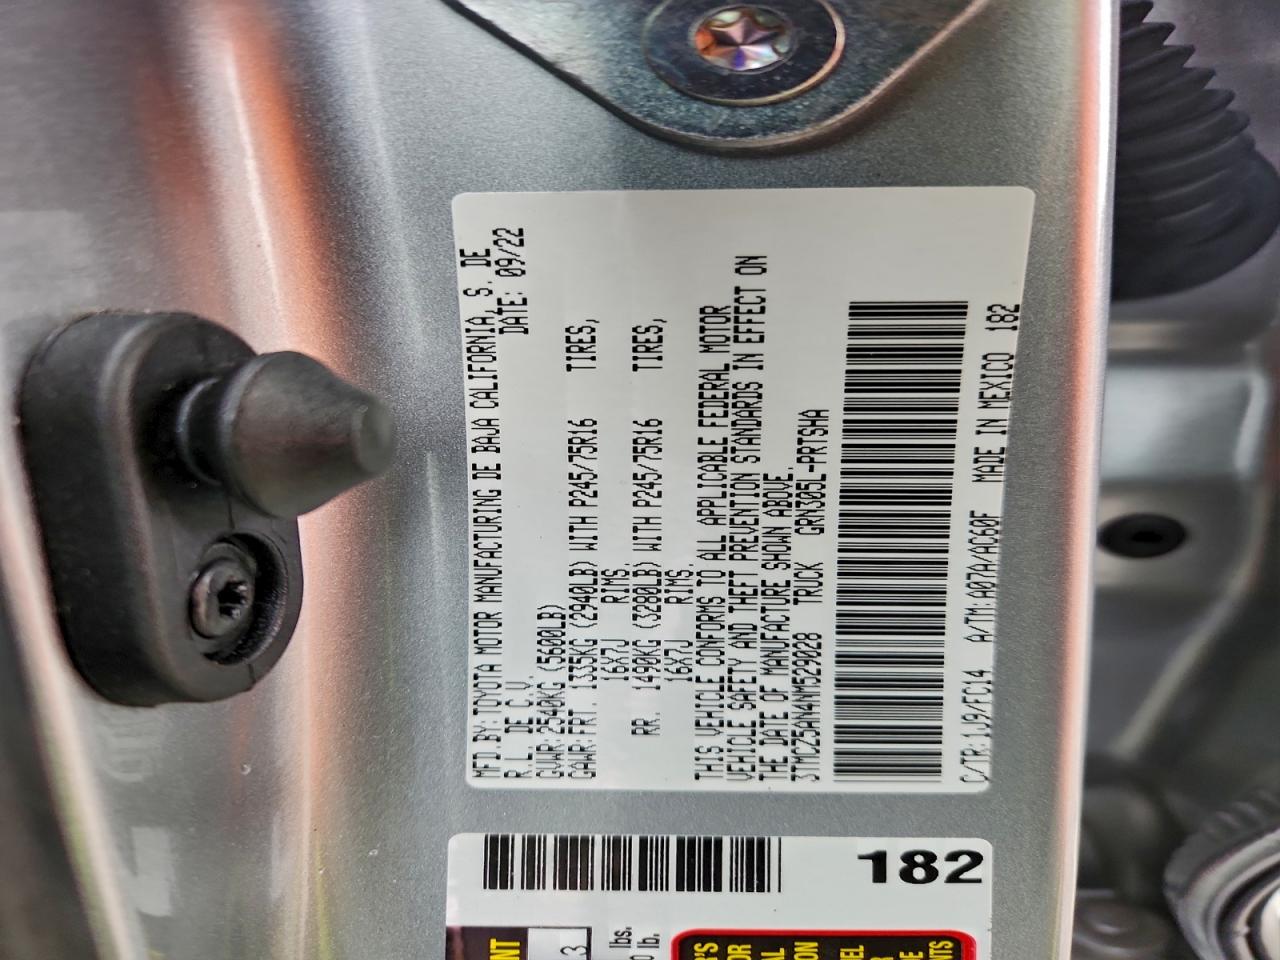 MFD.BY: TOYOTA MOTOR MANUFACTURING DE BAJA CALIFORNIA, S. DE
R.L. DE C.V. DATE: 09/22
GVWR: 2540KG (5600LB)
GAWR: FRT. 1335KG (2940LB) WITH P245/75R16 TIRES,
16X7J RIMS,
RR. 1490KG (3280LB) WITH P245/75R16 TIRES,
16X7J RIMS.
THIS VEHICLE CONFORMS TO ALL APPLICABLE FEDERAL MOTOR
VEHICLE SAFETY AND THEFT PREVENTION STANDARDS IN EFFECT ON
THE DATE OF MANUFACTURE SHOWN ABOVE.
3TMCZ5AN4NM529028 TRUCK GRN305L-PRTSHA
C/TR: 1J9/FC14 A/TM: A07A/AC60F MADE IN MEXICO 182
182
lbs.
lb.